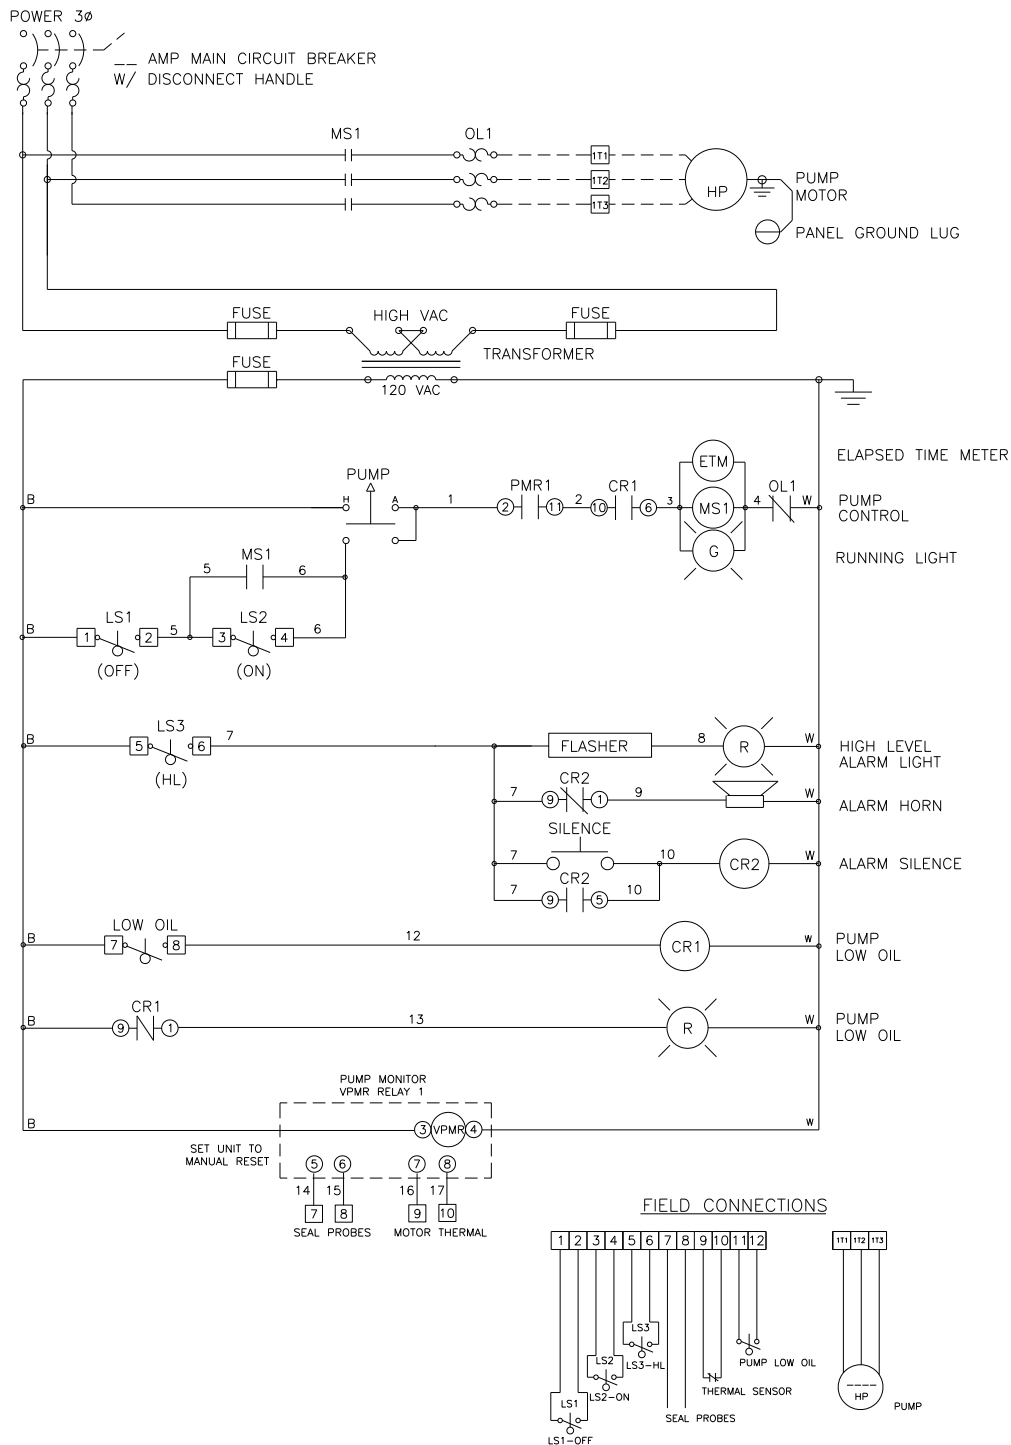 POWER 3ø
__ AMP MAIN CIRCUIT BREAKER
W/ DISCONNECT HANDLE
MS1
OL1
1T1
1T2
1T3
HP
PUMP
MOTOR
PANEL GROUND LUG
FUSE
HIGH VAC
FUSE
TRANSFORMER
FUSE
120 VAC
ELAPSED TIME METER
ETM
PUMP
B
H
A
1
2
PMR1
11
2
10
CR1
6
3
MS1
4
OL1
W
PUMP
CONTROL
G
RUNNING LIGHT
MS1
5
6
B
1
LS1
2
5
3
LS2
4
6
(OFF)
(ON)
B
5
LS3
6
7
(HL)
FLASHER
8
R
W
HIGH LEVEL
ALARM LIGHT
7
9
CR2
1
9
W
ALARM HORN
SILENCE
7
10
CR2
W
ALARM SILENCE
CR2
7
9
5
10
LOW OIL
B
7
8
12
CR1
W
PUMP
LOW OIL
CR1
B
9
1
13
R
W
PUMP
LOW OIL
PUMP MONITOR
VPMR RELAY 1
B
3
VPMR
4
W
SET UNIT TO
MANUAL RESET
5
6
7
8
14
15
16
17
7
8
9
10
SEAL PROBES
MOTOR THERMAL
FIELD CONNECTIONS
1 2 3 4 5 6 7 8 9 10 11 12
1T1 1T2 1T3
LS3
LS3-HL
PUMP LOW OIL
LS2
LS2-ON
THERMAL SENSOR
LS1
LS1-OFF
SEAL PROBES
----
HP
PUMP